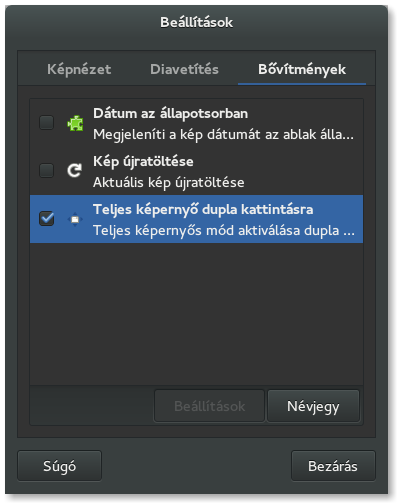 Beállítások
Képnézet Diavetítés Bővítmények
Dátum az állapotsorban
Megjeleníti a kép dátumát az ablak álla...
Kép újratöltése
Aktuális kép újratöltése
Teljes képernyő dupla kattintásra
Teljes képernyős mód aktiválása dupla ...
Beállítások Névjegy
Súgó Bezárás